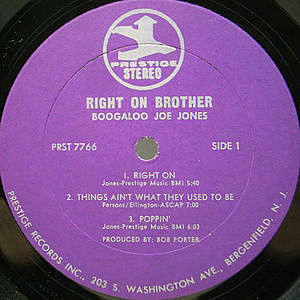 PRESTIGE
STEREO
RIGHT ON BROTHER
BOOGALOO JOE JONES
PRST 7766
SIDE 1
1. RIGHT ON
Jones-Prestige Music BMI 5:40
2. THINGS AIN'T WHAT THEY USED TO BE
Persons/Ellington-ASCAP 7:00
3. POPPIN'
Jones-Prestige Music BMI 6:03
PRODUCED BY: BOB PORTER
PRESTIGE RECORDS INC., 203 S. WASHINGTON AVE., BERGENFIELD, N. J.